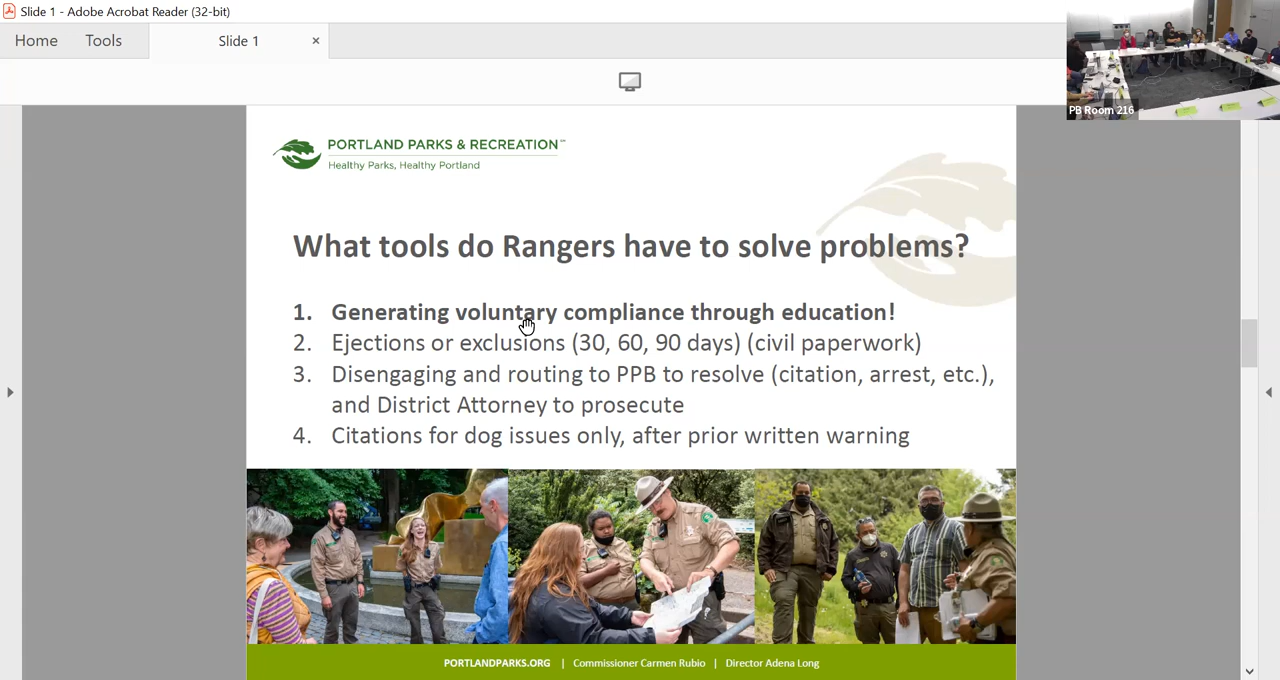 Slide 1 - Adobe Acrobat Reader (32-bit)
Home Tools Slide 1 ×
PB Room 216
PORTLAND PARKS & RECREATION℠
Healthy Parks, Healthy Portland
What tools do Rangers have to solve problems?
1. Generating voluntary compliance through education!
2. Ejections or exclusions (30, 60, 90 days) (civil paperwork)
3. Disengaging and routing to PPB to resolve (citation, arrest, etc.),
and District Attorney to prosecute
4. Citations for dog issues only, after prior written warning
PORTLANDPARKS.ORG | Commissioner Carmen Rubio | Director Adena Long